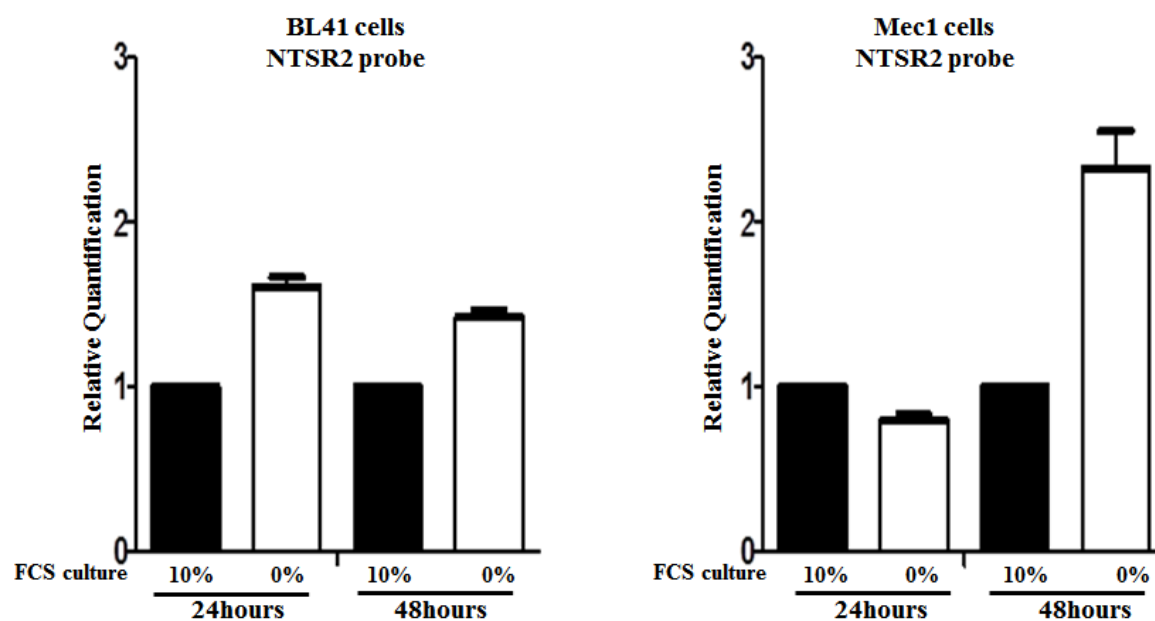 BL41 cells
NTSR2 probe
Relative Quantification
3
2
1
0
FCS culture 10% 0% 10% 0%
24hours 48hours
Mec1 cells
NTSR2 probe
Relative Quantification
3
2
1
0
FCS culture 10% 0% 10% 0%
24hours 48hours